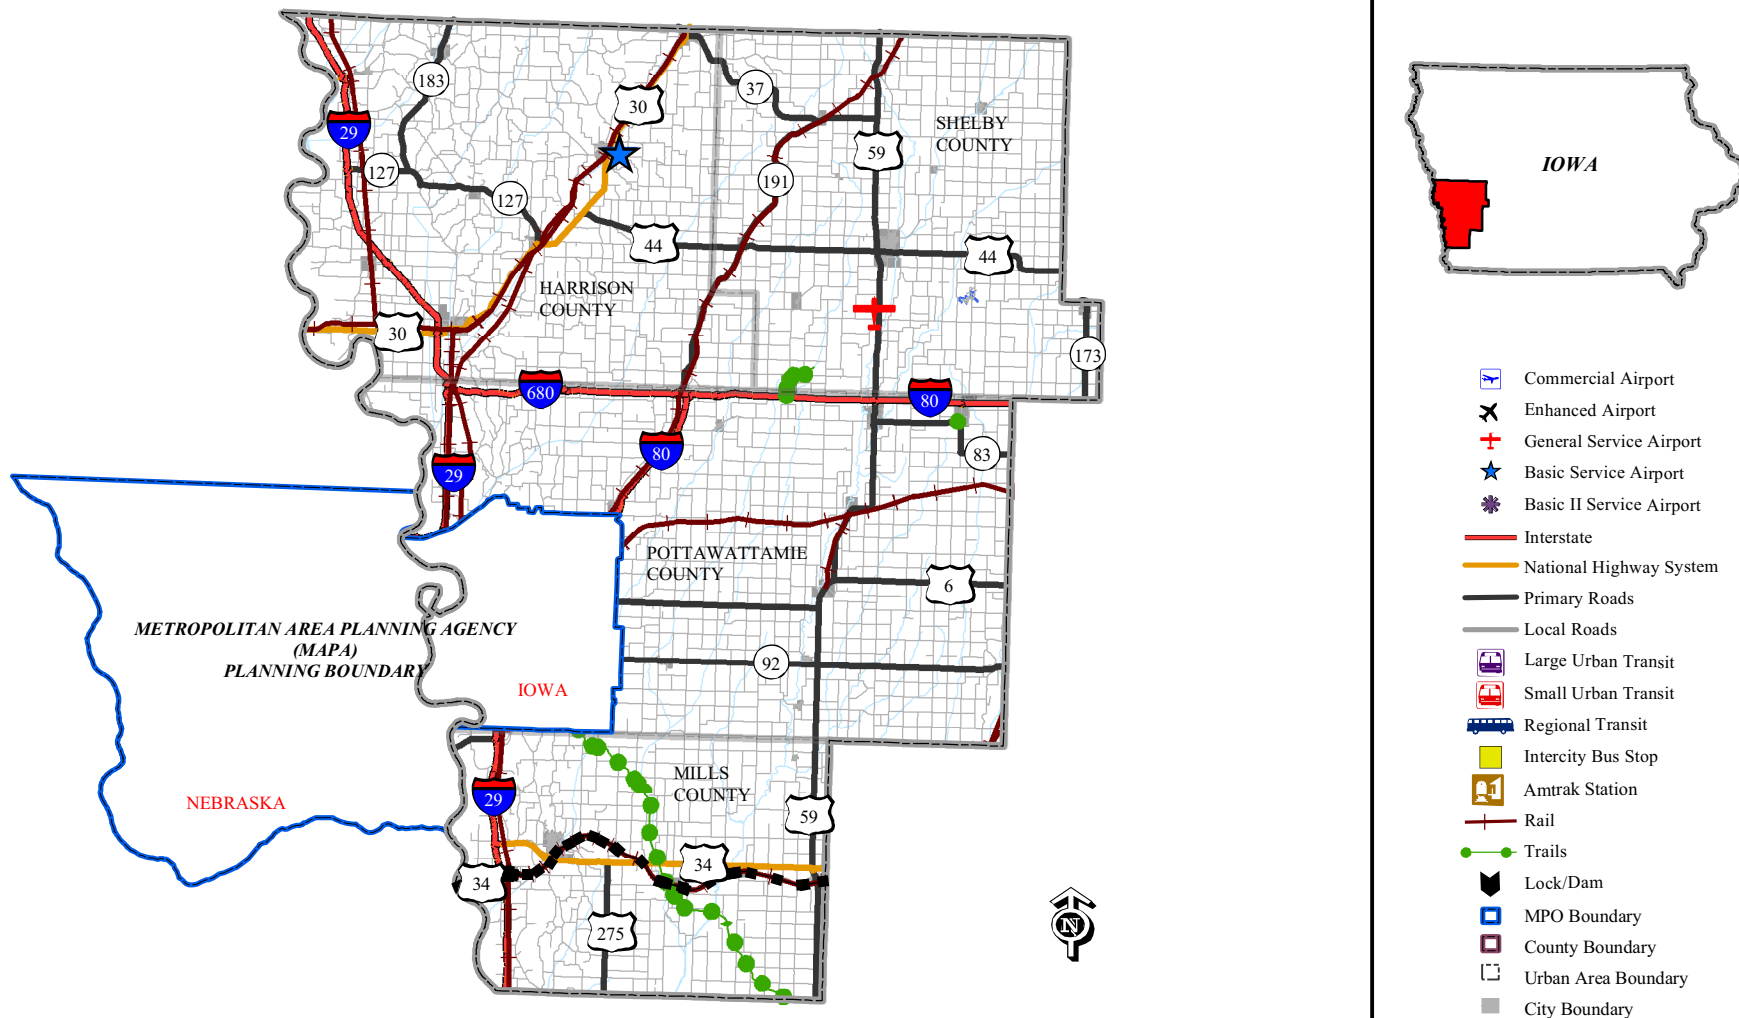 183
30
37
29
SHELBY
COUNTY
59
127
191
127
44
44
HARRISON
COUNTY
30
173
680
80
80
83
29
POTTAWATTAMIE
COUNTY
6
METROPOLITAN AREA PLANNING AGENCY
(MAPA)
PLANNING BOUNDARY
92
IOWA
MILLS
COUNTY
NEBRASKA
29
59
34
34
275
N
IOWA
Commercial Airport
Enhanced Airport
General Service Airport
Basic Service Airport
Basic II Service Airport
Interstate
National Highway System
Primary Roads
Local Roads
Large Urban Transit
Small Urban Transit
Regional Transit
Intercity Bus Stop
Amtrak Station
Rail
Trails
Lock/Dam
MPO Boundary
County Boundary
Urban Area Boundary
City Boundary